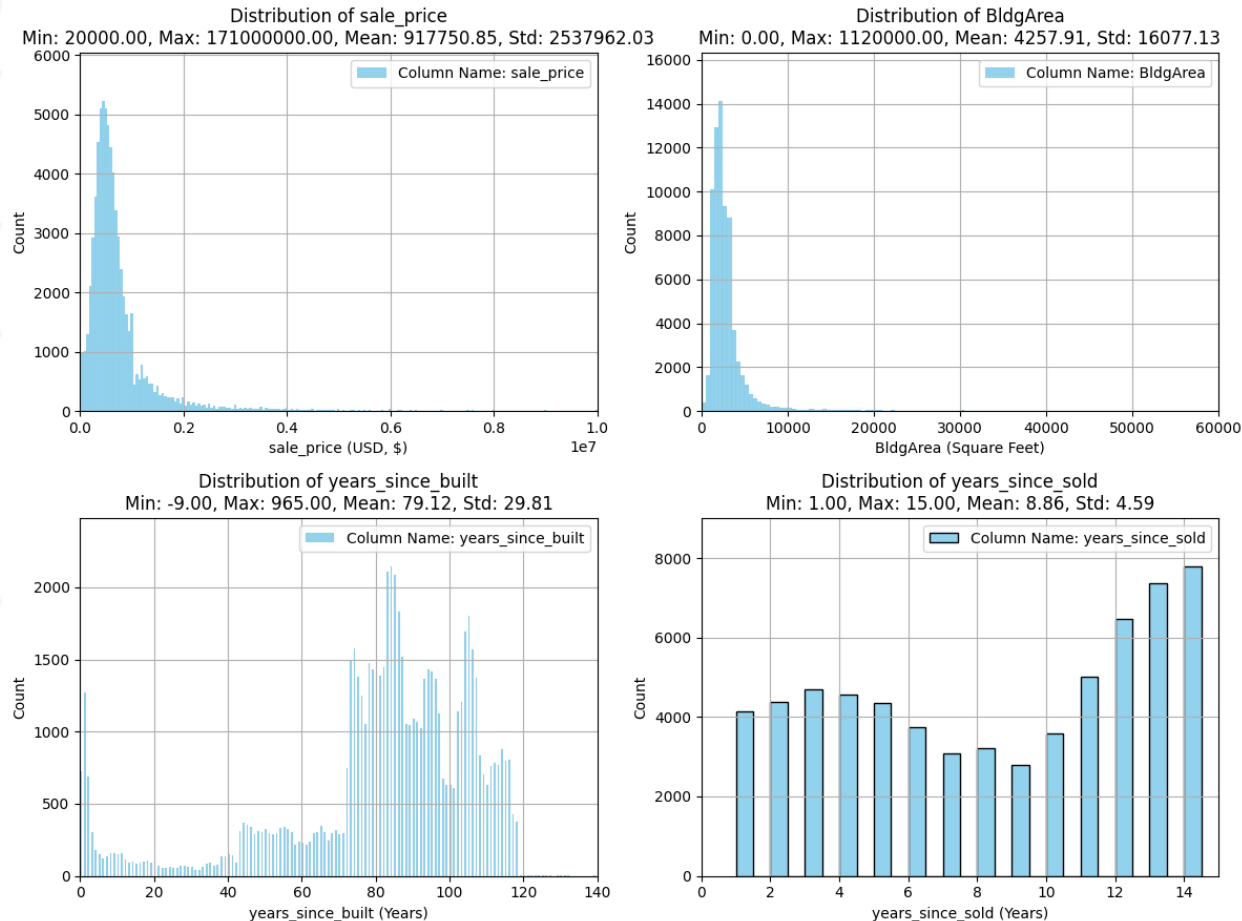 Distribution of sale_price
Min: 20000.00, Max: 171000000.00, Mean: 917750.85, Std: 2537962.03
6000
5000
4000
3000
2000
1000
0
Count
Column Name: sale_price
0.0
0.2
0.4
0.6
0.8
1.0
1e7
sale_price (USD, $)
Distribution of BldgArea
Min: 0.00, Max: 1120000.00, Mean: 4257.91, Std: 16077.13
16000
14000
12000
10000
8000
6000
4000
2000
0
Count
Column Name: BldgArea
0
10000
20000
30000
40000
50000
60000
BldgArea (Square Feet)
Distribution of years_since_built
Min: -9.00, Max: 965.00, Mean: 79.12, Std: 29.81
2000
1500
1000
500
0
Count
Column Name: years_since_built
0
20
40
60
80
100
120
140
years_since_built (Years)
Distribution of years_since_sold
Min: 1.00, Max: 15.00, Mean: 8.86, Std: 4.59
8000
6000
4000
2000
0
Count
Column Name: years_since_sold
0
2
4
6
8
10
12
14
years_since_sold (Years)